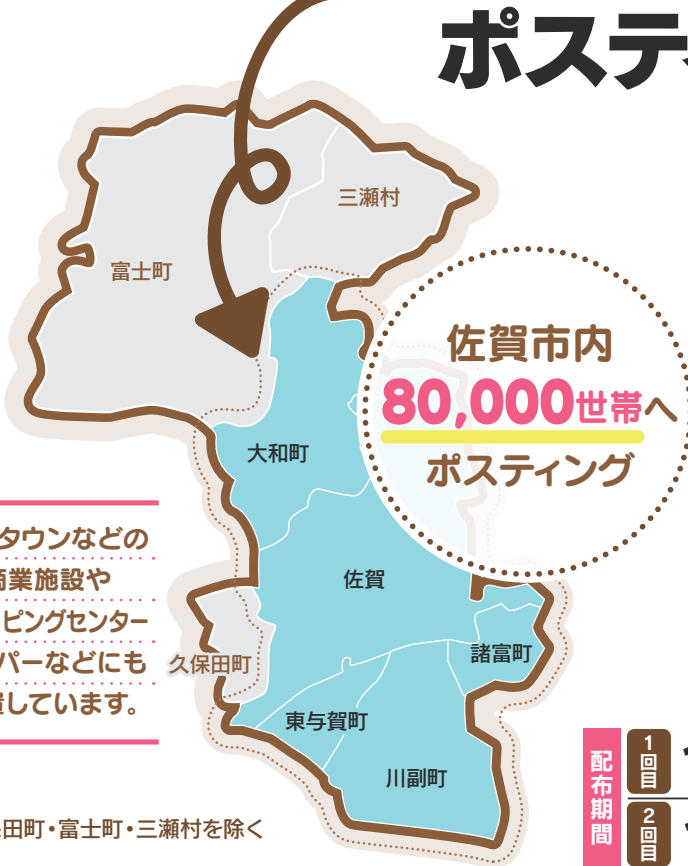 ポステ
三瀬村
富士町
佐賀市内
80,000世帯へ
ポスティング
大和町
タウンなどの
商業施設や
ピングセンター
パーなどにも
置しています。
佐賀
久保田町
諸富町
東与賀町
川副町
配布期間
1回目
2回目
田町・富士町・三瀬村を除く